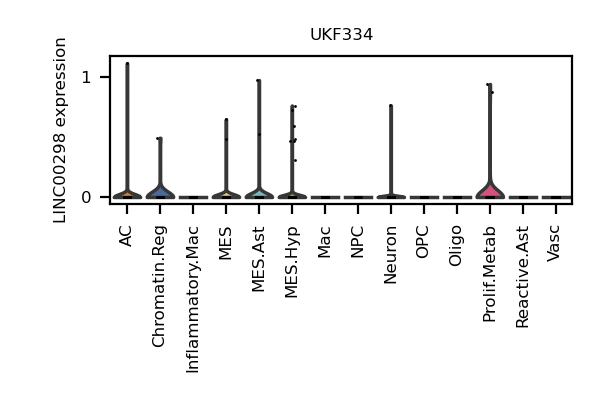 UKF334
LINC00298 expression
1
0
AC
Chromatin.Reg
Inflammatory.Mac
MES
MES.Ast
MES.Hyp
Mac
NPC
Neuron
OPC
Oligo
Prolif.Metab
Reactive.Ast
Vasc